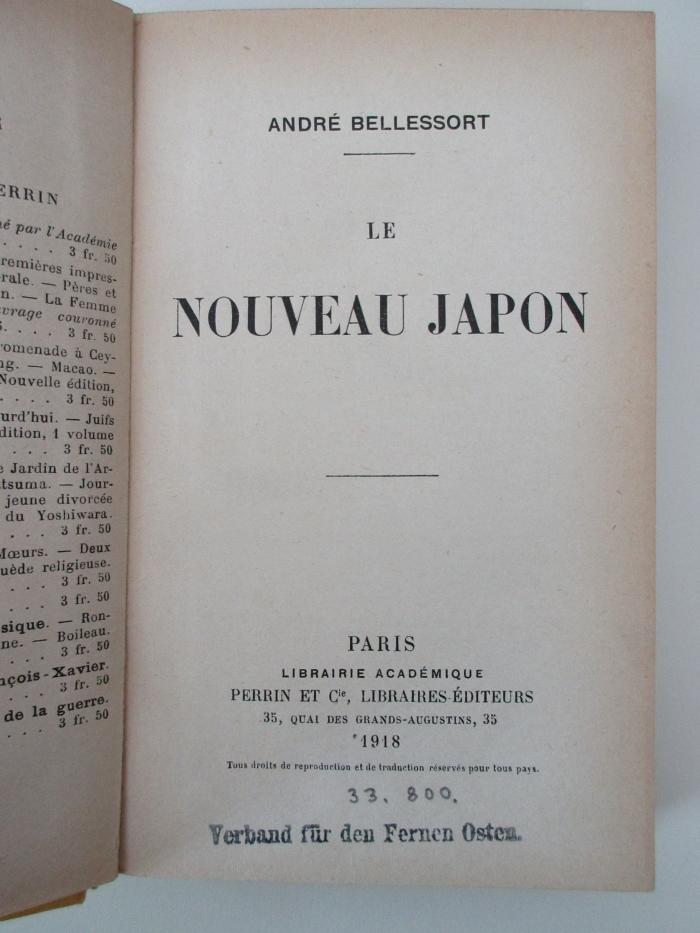 R
ERRIN
né par l'Académie
. . . . 3 fr. 50
remières impres-
rale. — Pères et
n. — La Femme
uvrage couronné
. . . . 3 fr. 50
romenade à Cey-
ng. — Macao. —
Nouvelle édition,
. . . . 3 fr. 50
urd'hui. — Juifs
dition, 1 volume
. . . 3 fr. 50
e Jardin de l'Ar-
tsuma. — Jour-
jeune divorcée
du Yoshiwara.
. . . 3 fr. 50
Mœurs. — Deux
uède religieuse.
. . . 3 fr. 50
. . . 3 fr. 50
sique. — Ron-
ne. — Boileau.
. . . 3 fr. 50
nçois-Xavier.
. . . 3 fr. 50
de la guerre.
. . . 3 fr. 50
ANDRÉ BELLESSORT
LE
NOUVEAU JAPON
PARIS
LIBRAIRIE ACADÉMIQUE
PERRIN ET Cie, LIBRAIRES-ÉDITEURS
35, QUAI DES GRANDS-AUGUSTINS, 35
1918
Tous droits de reproduction et de traduction réservés pour tous pays.
33. 800.
Verband für den Fernen Osten.